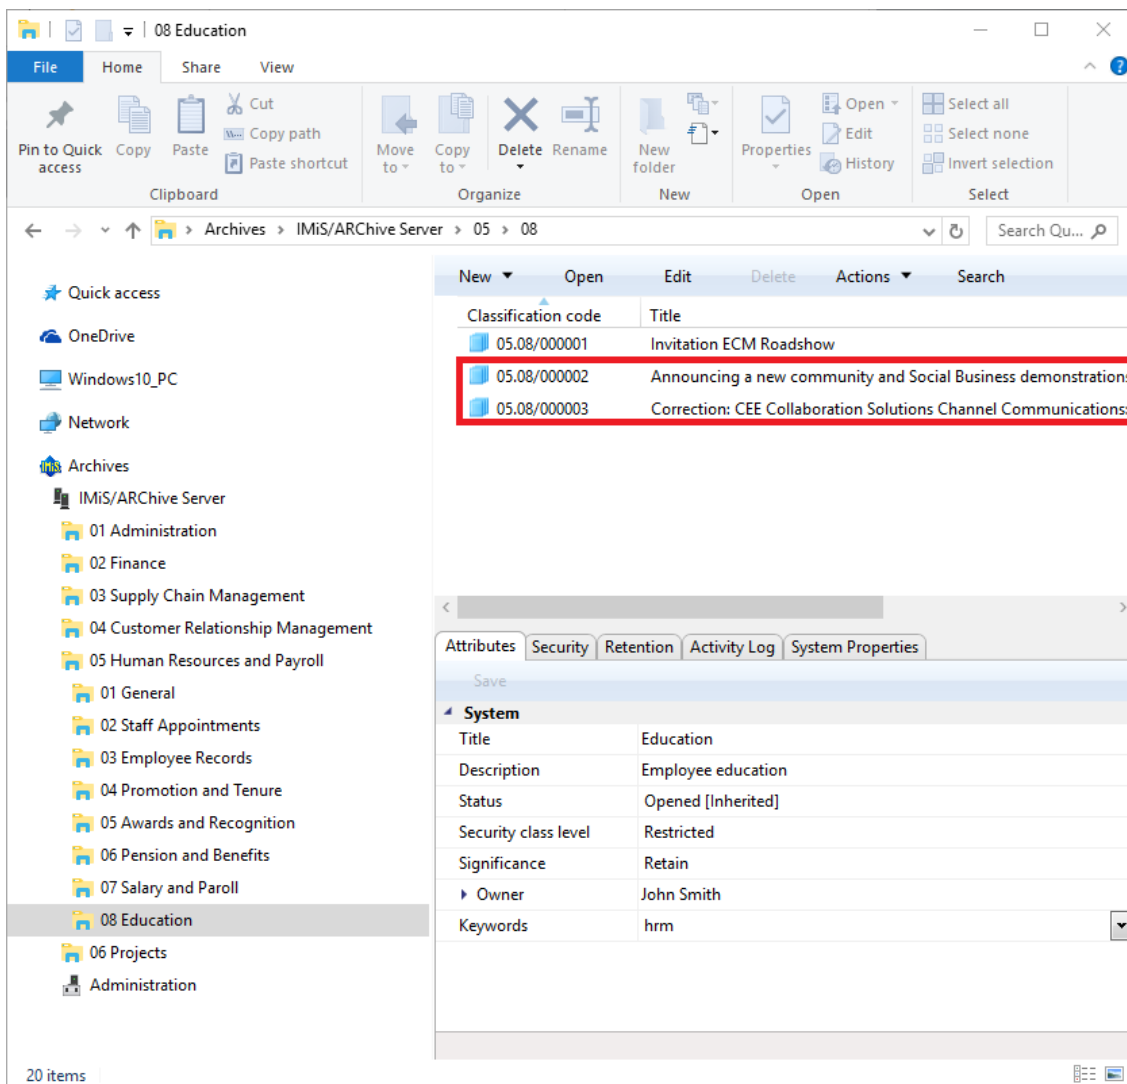 08 Education
File Home Share View
Pin to Quick access
Copy
Paste
Cut
Copy path
Paste shortcut
Clipboard
Move to
Copy to
Delete
Rename
Organize
New folder
New
Properties
Open
Edit
History
Open
Select all
Select none
Invert selection
Select
Archives > IMiS/ARChive Server > 05 > 08
Search Qu...
Quick access
OneDrive
Windows10_PC
Network
Archives
IMiS/ARChive Server
01 Administration
02 Finance
03 Supply Chain Management
04 Customer Relationship Management
05 Human Resources and Payroll
01 General
02 Staff Appointments
03 Employee Records
04 Promotion and Tenure
05 Awards and Recognition
06 Pension and Benefits
07 Salary and Paroll
08 Education
06 Projects
Administration
New Open Edit Delete Actions Search
Classification code Title
05.08/000001 Invitation ECM Roadshow
05.08/000002 Announcing a new community and Social Business demonstrations
05.08/000003 Correction: CEE Collaboration Solutions Channel Communications:
Attributes Security Retention Activity Log System Properties
Save
System
Title Education
Description Employee education
Status Opened [Inherited]
Security class level Restricted
Significance Retain
Owner John Smith
Keywords hrm
20 items